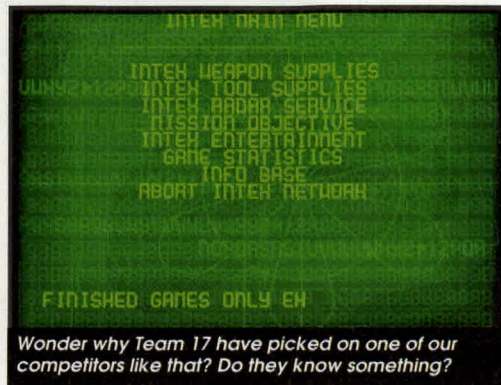 INTEX MAIN MENU
INTEX WEAPON SUPPLIES
INTEX TOOL SUPPLIES
INTEX RADAR SERVICE
MISSION OBJECTIVE
INTEX ENTERTAINMENT
GAME STATISTICS
INFO BASE
ABORT INTEX NETWORK
FINISHED GAMES ONLY EH
Wonder why Team 17 have picked on one of our
competitors like that? Do they know something?